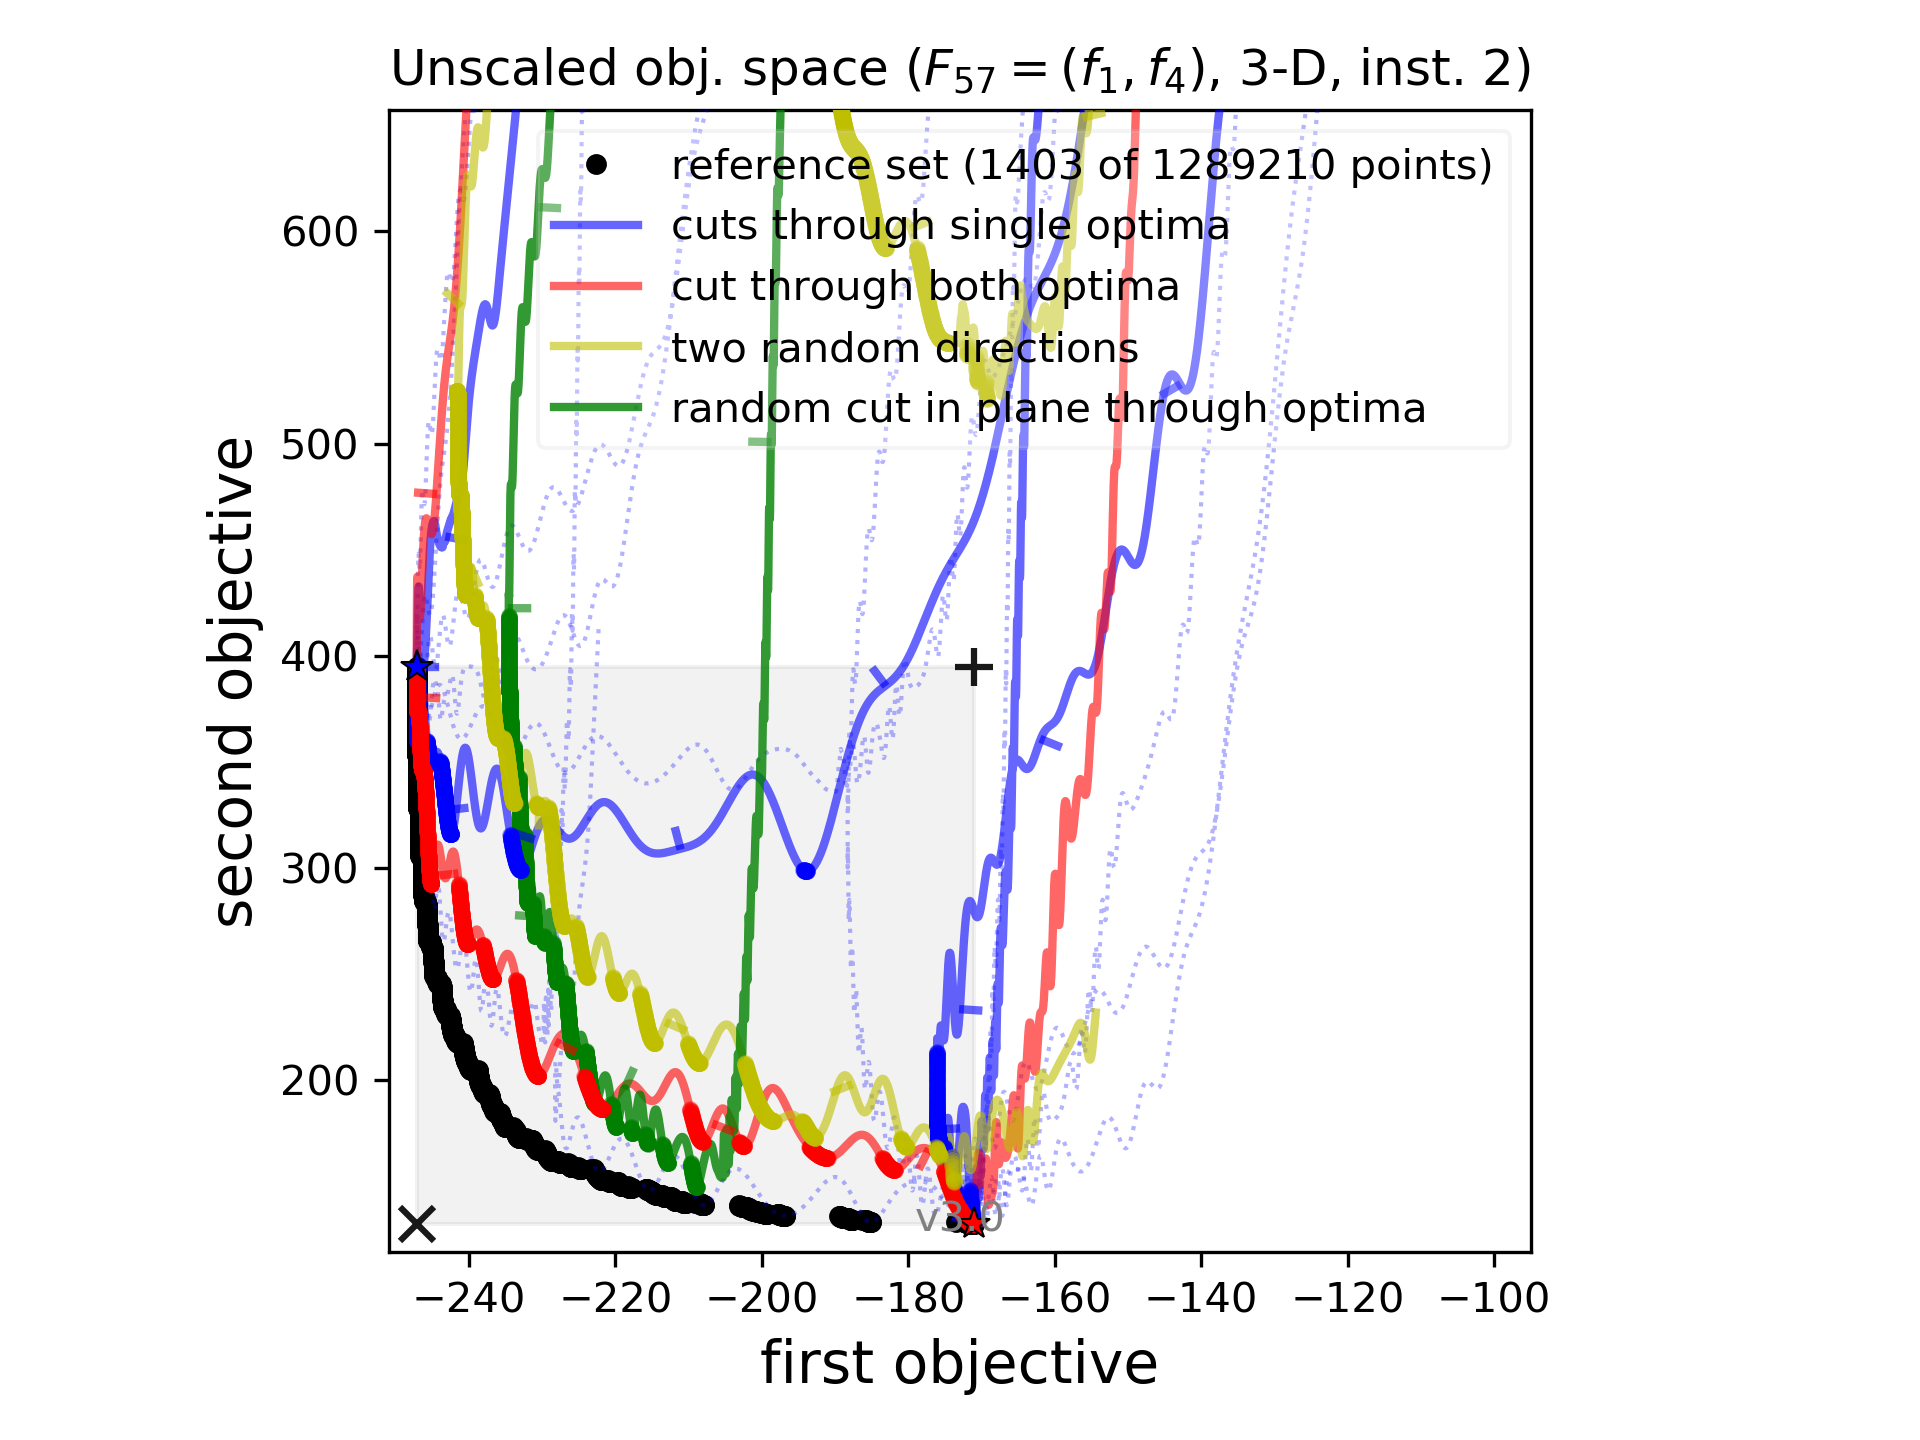 Unscaled obj. space (F57 = (f1, f4), 3-D, inst. 2)
reference set (1403 of 1289210 points)
cuts through single optima
cut through both optima
two random directions
random cut in plane through optima
600
500
400
300
200
second objective
v3.0
−240 −220 −200 −180 −160 −140 −120 −100
first objective